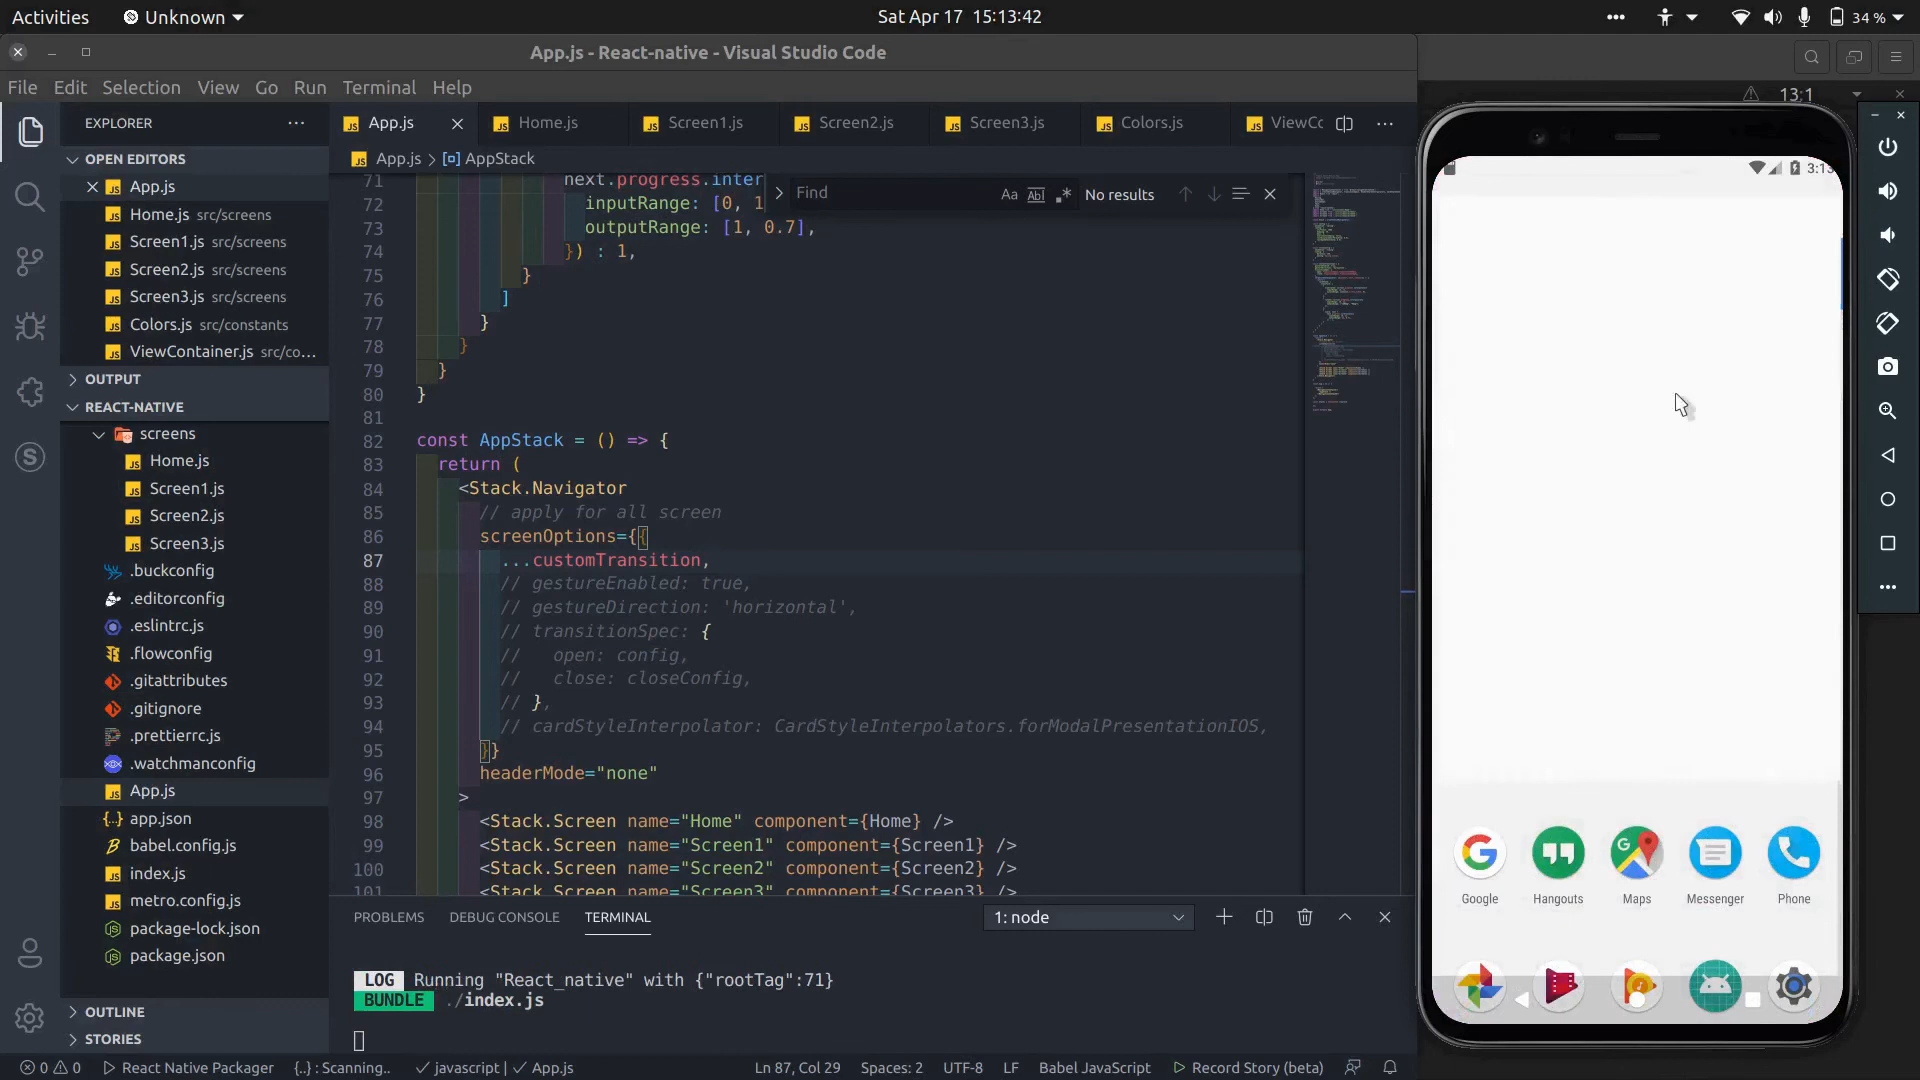 Activities
Unknown
Sat Apr 17 15:13:42
34 %
App.js - React-native - Visual Studio Code
File Edit Selection View Go Run Terminal Help
13:1
EXPLORER
App.js
Home.js
Screen1.js
Screen2.js
Screen3.js
Colors.js
ViewCc
OPEN EDITORS
App.js
Home.js src/screens
Screen1.js src/screens
Screen2.js src/screens
Screen3.js src/screens
Colors.js src/constants
ViewContainer.js src/co...
OUTPUT
REACT-NATIVE
screens
Home.js
Screen1.js
Screen2.js
Screen3.js
.buckconfig
.editorconfig
.eslintrc.js
.flowconfig
.gitattributes
.gitignore
.prettierrc.js
.watchmanconfig
App.js
app.json
babel.config.js
index.js
metro.config.js
package-lock.json
package.json
OUTLINE
STORIES
App.js > AppStack
Find
Aa
No results
71 next.progress.inter
72 inputRange: [0, 1
73 outputRange: [1, 0.7],
74 }) : 1,
75 }
76 ]
77 }
78 }
79 }
80 }
81
82 const AppStack = () => {
83 return (
84 <Stack.Navigator
85 // apply for all screen
86 screenOptions={{
87 ...customTransition,
88 // gestureEnabled: true,
89 // gestureDirection: 'horizontal',
90 // transitionSpec: {
91 // open: config,
92 // close: closeConfig,
93 // },
94 // cardStyleInterpolator: CardStyleInterpolators.forModalPresentationIOS,
95 }}
96 headerMode="none"
97 >
98 <Stack.Screen name="Home" component={Home} />
99 <Stack.Screen name="Screen1" component={Screen1} />
100 <Stack.Screen name="Screen2" component={Screen2} />
101 <Stack.Screen name="Screen3" component={Screen3} />
PROBLEMS
DEBUG CONSOLE
TERMINAL
1: node
LOG Running "React_native" with {"rootTag":71}
BUNDLE ./index.js
0 0
React Native Packager
{..} : Scanning..
javascript | App.js
Ln 87, Col 29
Spaces: 2
UTF-8
LF
Babel JavaScript
Record Story (beta)
3:13
Google
Hangouts
Maps
Messenger
Phone